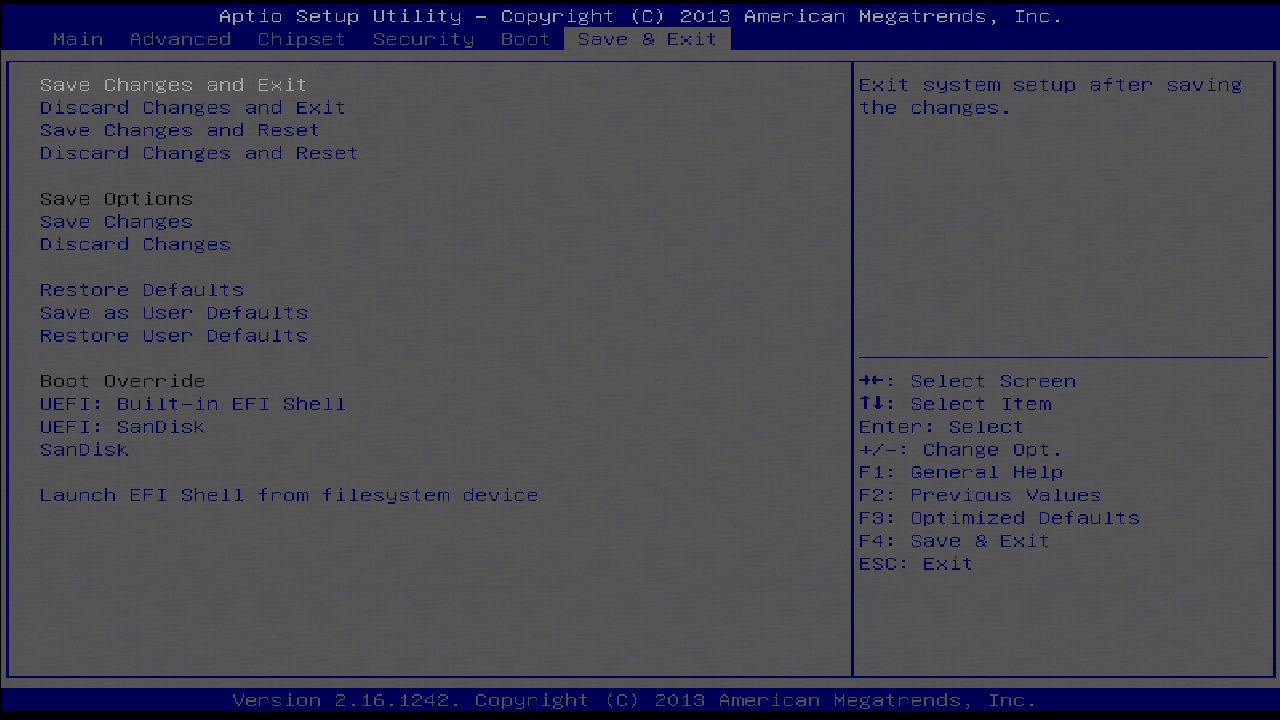 Aptio Setup Utility – Copyright (C) 2013 American Megatrends, Inc.
Main Advanced Chipset Security Boot Save & Exit
Save Changes and Exit
Discard Changes and Exit
Save Changes and Reset
Discard Changes and Reset
Save Options
Save Changes
Discard Changes
Restore Defaults
Save as User Defaults
Restore User Defaults
Boot Override
UEFI: Built-in EFI Shell
UEFI: SanDisk
SanDisk
Launch EFI Shell from filesystem device
Exit system setup after saving
the changes.
→←: Select Screen
↑↓: Select Item
Enter: Select
+/-: Change Opt.
F1: General Help
F2: Previous Values
F3: Optimized Defaults
F4: Save & Exit
ESC: Exit
Version 2.16.1242. Copyright (C) 2013 American Megatrends, Inc.